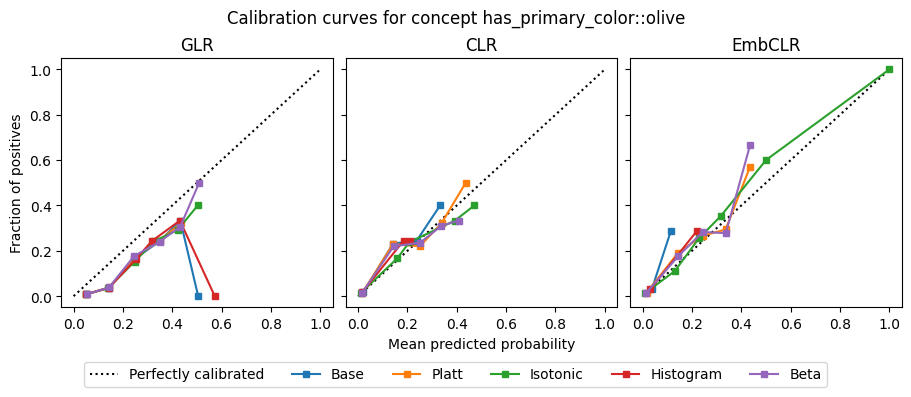 Calibration curves for concept has_primary_color::olive
GLR
CLR
EmbCLR
Fraction of positives
1.0
0.8
0.6
0.4
0.2
0.0
0.0 0.2 0.4 0.6 0.8 1.0
0.0 0.2 0.4 0.6 0.8 1.0
0.0 0.2 0.4 0.6 0.8 1.0
Mean predicted probability
Perfectly calibrated Base Platt Isotonic Histogram Beta